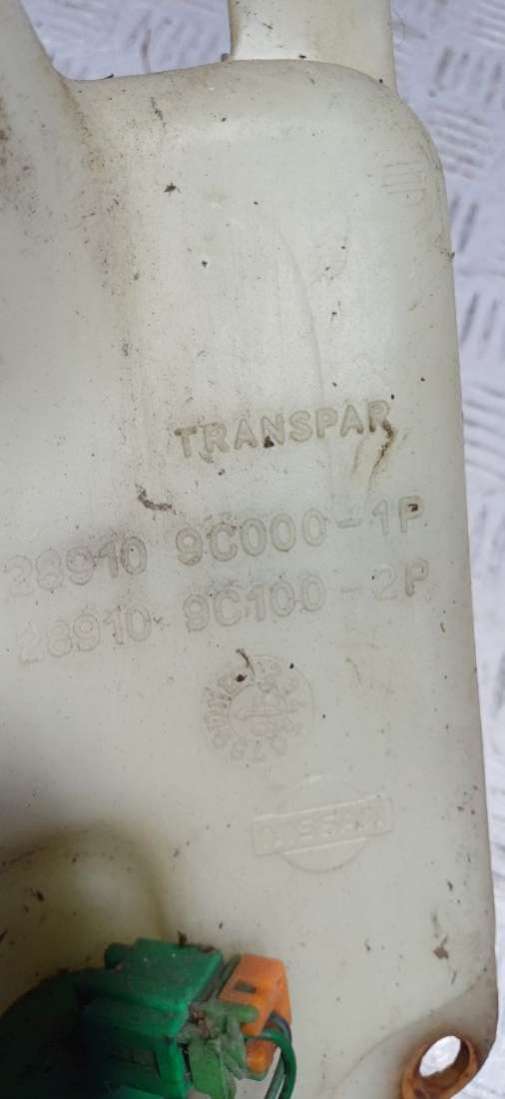 TRANSPAR
28910 9C000-1P
28910 9C100-2P
NISSAN